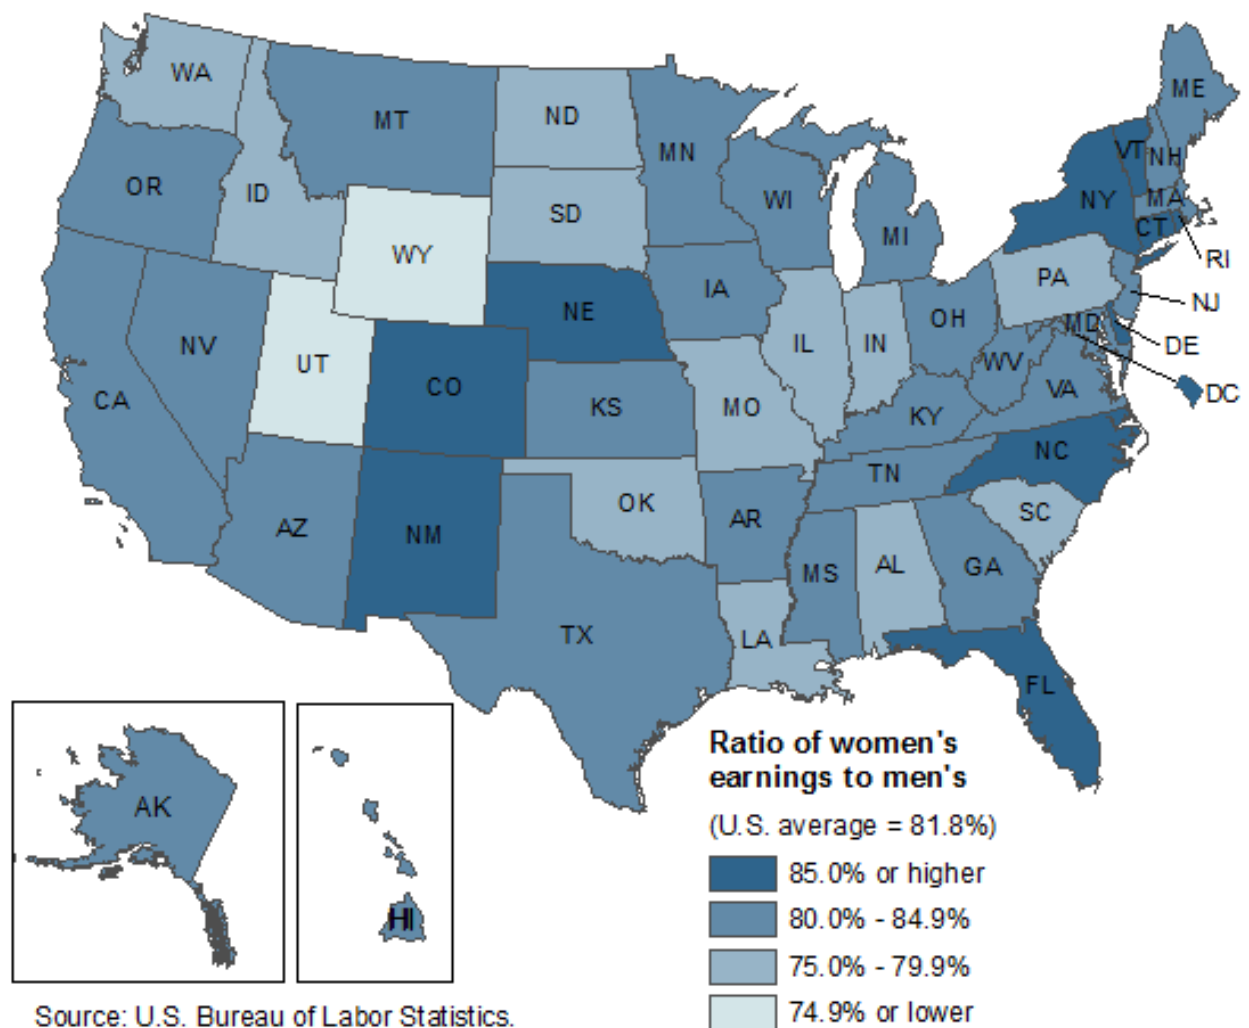 WA
MT
ND
MN
ME
OR
ID
SD
WI
MI
VT
NH
NY
MA
CT
RI
WY
NE
IA
PA
NJ
NV
UT
CO
KS
MO
IL
IN
OH
WV
MD
DE
VA
DC
CA
KY
NC
AZ
NM
OK
AR
TN
SC
MS
AL
GA
TX
LA
FL
AK
HI
Ratio of women's
earnings to men's
(U.S. average = 81.8%)
85.0% or higher
80.0% - 84.9%
75.0% - 79.9%
74.9% or lower
Source: U.S. Bureau of Labor Statistics.